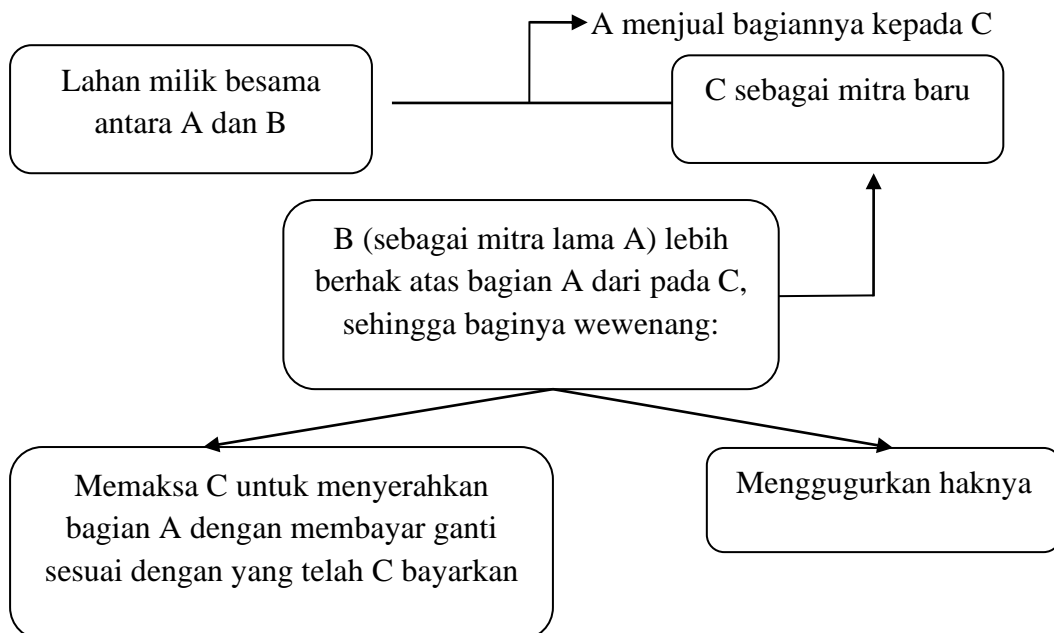 A menjual bagiannya kepada C
Lahan milik besama
antara A dan B
C sebagai mitra baru
B (sebagai mitra lama A) lebih
berhak atas bagian A dari pada C,
sehingga baginya wewenang:
Memaksa C untuk menyerahkan
bagian A dengan membayar ganti
sesuai dengan yang telah C bayarkan
Menggugurkan haknya